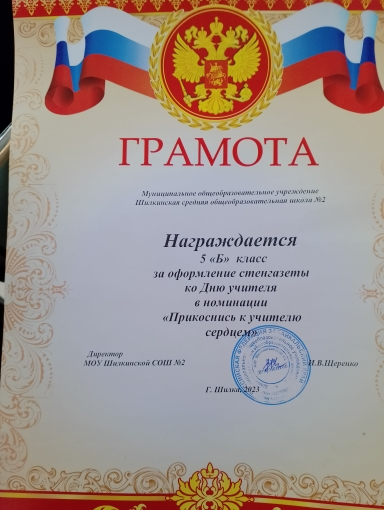 ГРАМОТА
Муниципальное общеобразовательное учреждение
Шилкинская средняя общеобразовательная школа №2
Награждается
5 «Б» класс
за оформление стенгазеты
ко Дню учителя
в номинации
«Прикоснись к учителю
сердцем»
Директор
МОУ Шилкинской СОШ №2
И.В.Щеренко
Г. Шилка, 2023